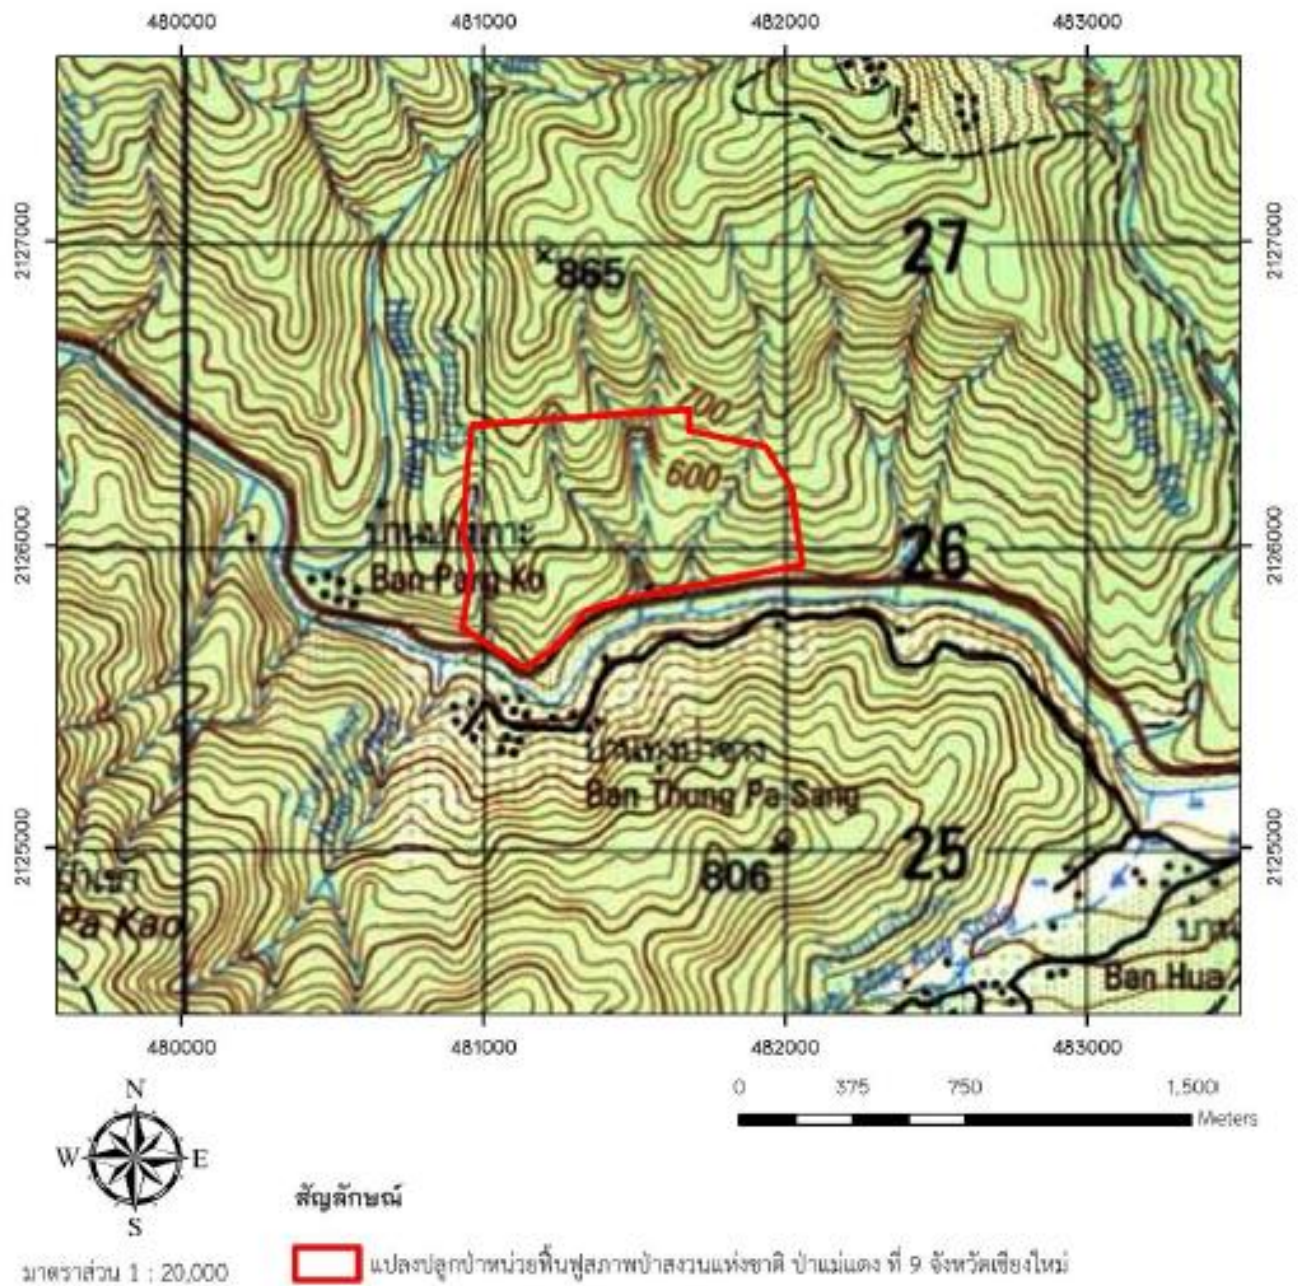 480000 481000 482000 483000
2127000 2127000
27
865
700
600
2126000 2126000
26
Ban Pang Ko
Ban Thung Pa Sang
2125000 2125000
25
806
Pa Kao
Ban Hua
480000 481000 482000 483000
N
W E
S
0 375 750 1,500
Meters
สัญลักษณ์
มาตราส่วน 1 : 20,000
แปลงปลูกป่าหน่วยฟื้นฟูสภาพป่าสงวนแห่งชาติ ป่าแม่แตง ที่ 9 จังหวัดเชียงใหม่